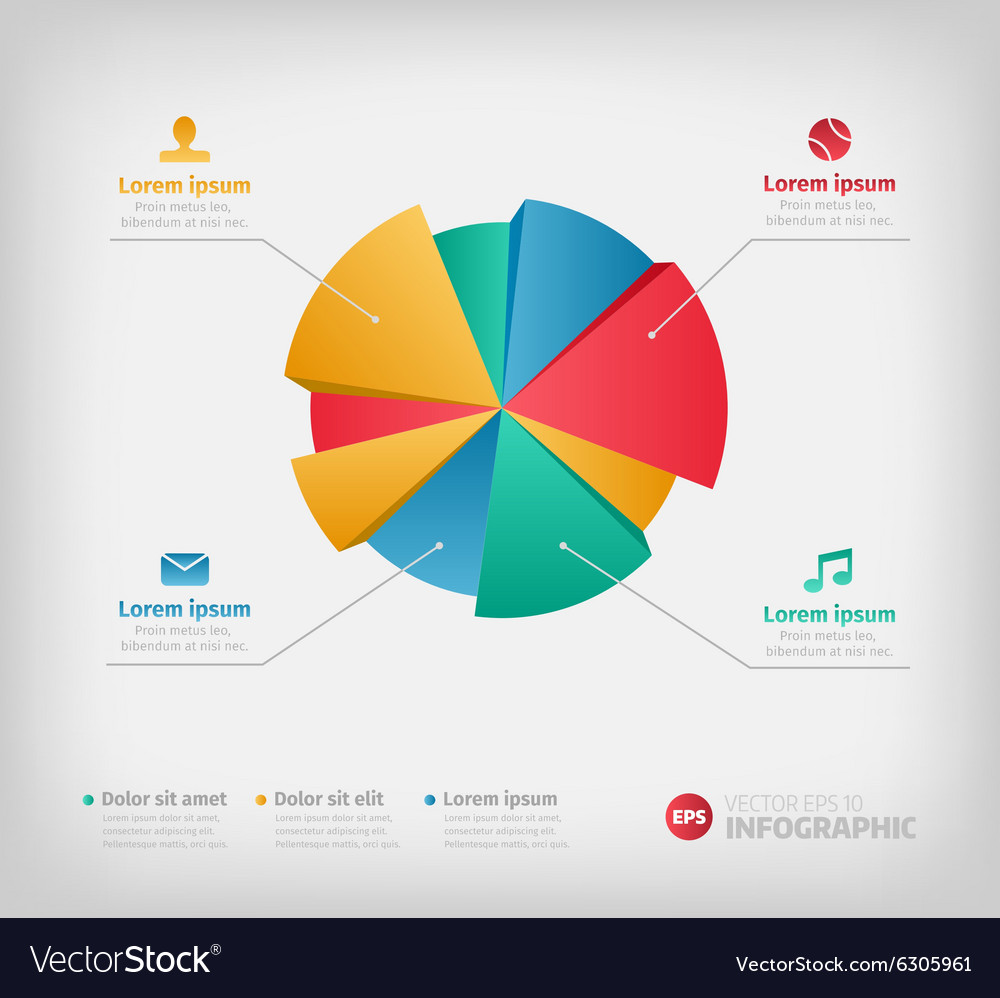 Lorem ipsum
Proin metus leo,
bibendum at nisi nec.
Lorem ipsum
Proin metus leo,
bibendum at nisi nec.
Lorem ipsum
Proin metus leo,
bibendum at nisi nec.
Lorem ipsum
Proin metus leo,
bibendum at nisi nec.
Dolor sit amet
Lorem ipsum dolor sit amet,
consectetur adipiscing elit.
Pellentesque mattis, orci quis.
Dolor sit elit
Lorem ipsum dolor sit amet,
consectetur adipiscing elit.
Pellentesque mattis, orci quis.
Lorem ipsum
Lorem ipsum dolor sit amet,
consectetur adipiscing elit.
Pellentesque mattis, orci quis.
EPS
VECTOR EPS 10
INFOGRAPHIC
VectorStock®
VectorStock.com/6305961